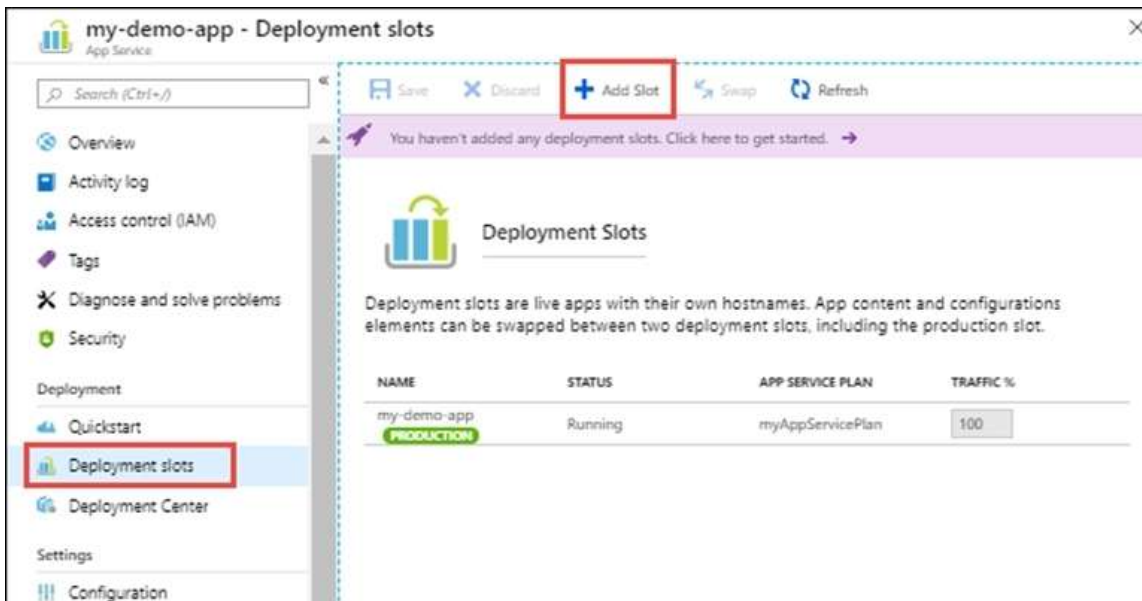 my-demo-app - Deployment slots
App Service
Search (Ctrl+/)
Overview
Activity log
Access control (IAM)
Tags
Diagnose and solve problems
Security
Deployment
Quickstart
Deployment slots
Deployment Center
Settings
Configuration
Save Discard Add Slot Swap Refresh
You haven't added any deployment slots. Click here to get started.
Deployment Slots
Deployment slots are live apps with their own hostnames. App content and configurations
elements can be swapped between two deployment slots, including the production slot.
NAME STATUS APP SERVICE PLAN TRAFFIC %
my-demo-app Running myAppServicePlan 100
PRODUCTION